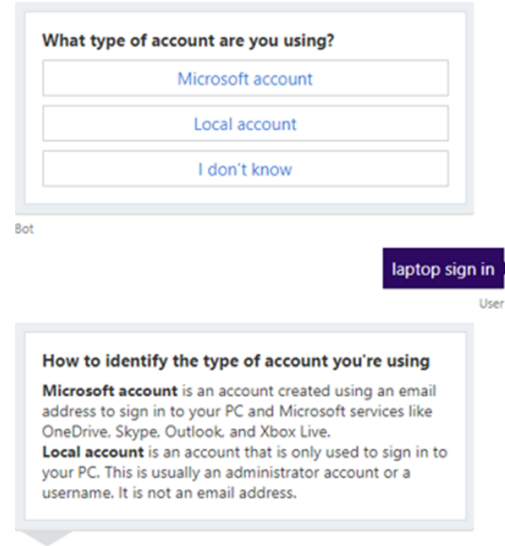 What type of account are you using?
Microsoft account
Local account
I don't know
Bot
laptop sign in
User
How to identify the type of account you're using
Microsoft account is an account created using an email
address to sign in to your PC and Microsoft services like
OneDrive, Skype, Outlook, and Xbox Live.
Local account is an account that is only used to sign in to
your PC. This is usually an administrator account or a
username. It is not an email address.